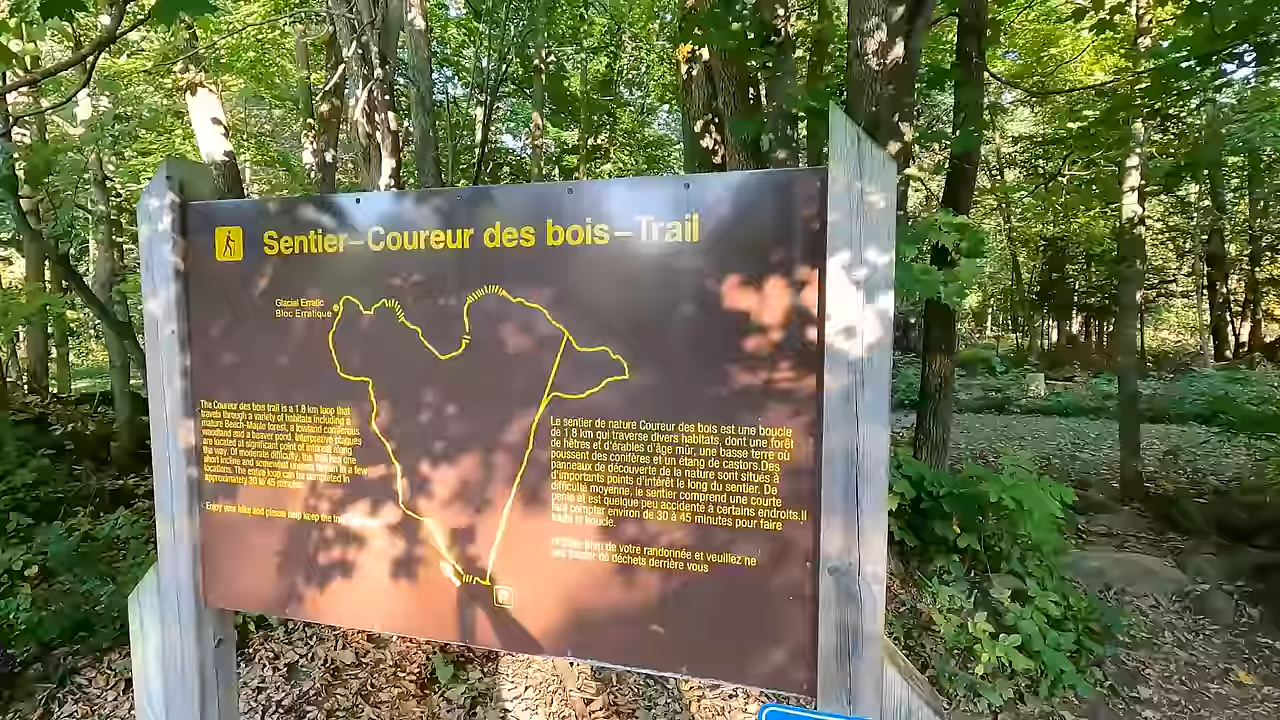 Sentier–Coureur des bois–Trail
Glacial Erratic
Bloc Erratique
The Coureur des bois trail is a 1.8 km loop that
travels through a variety of habitats including a
mature Beech-Maple forest, a lowland coniferous
woodland and a beaver pond. Interpretive plaques
are located at significant point of interest along
the way. Of moderate difficulty, the trail has one
short incline and somewhat uneven terrain in a few
locations. The entire loop can be completed in
approximately 30 to 45 minutes.
Enjoy your hike and please help keep the
Le sentier de nature Coureur des bois est une boucle
de 1,8 km qui traverse divers habitats, dont une forêt
de hêtres et d'érables d'âge mûr, une basse terre où
poussent des conifères et un étang de castors.Des
panneaux de découverte de la nature sont situés à
d'importants points d'intérêt le long du sentier. De
difficulté moyenne, le sentier comprend une courte
pente et est quelque peu accidenté à certains endroits.Il
faut compter environ de 30 à 45 minutes pour faire
toute la boucle.
bien de votre randonnée et veuillez ne
pas laisser de déchets derrière vous